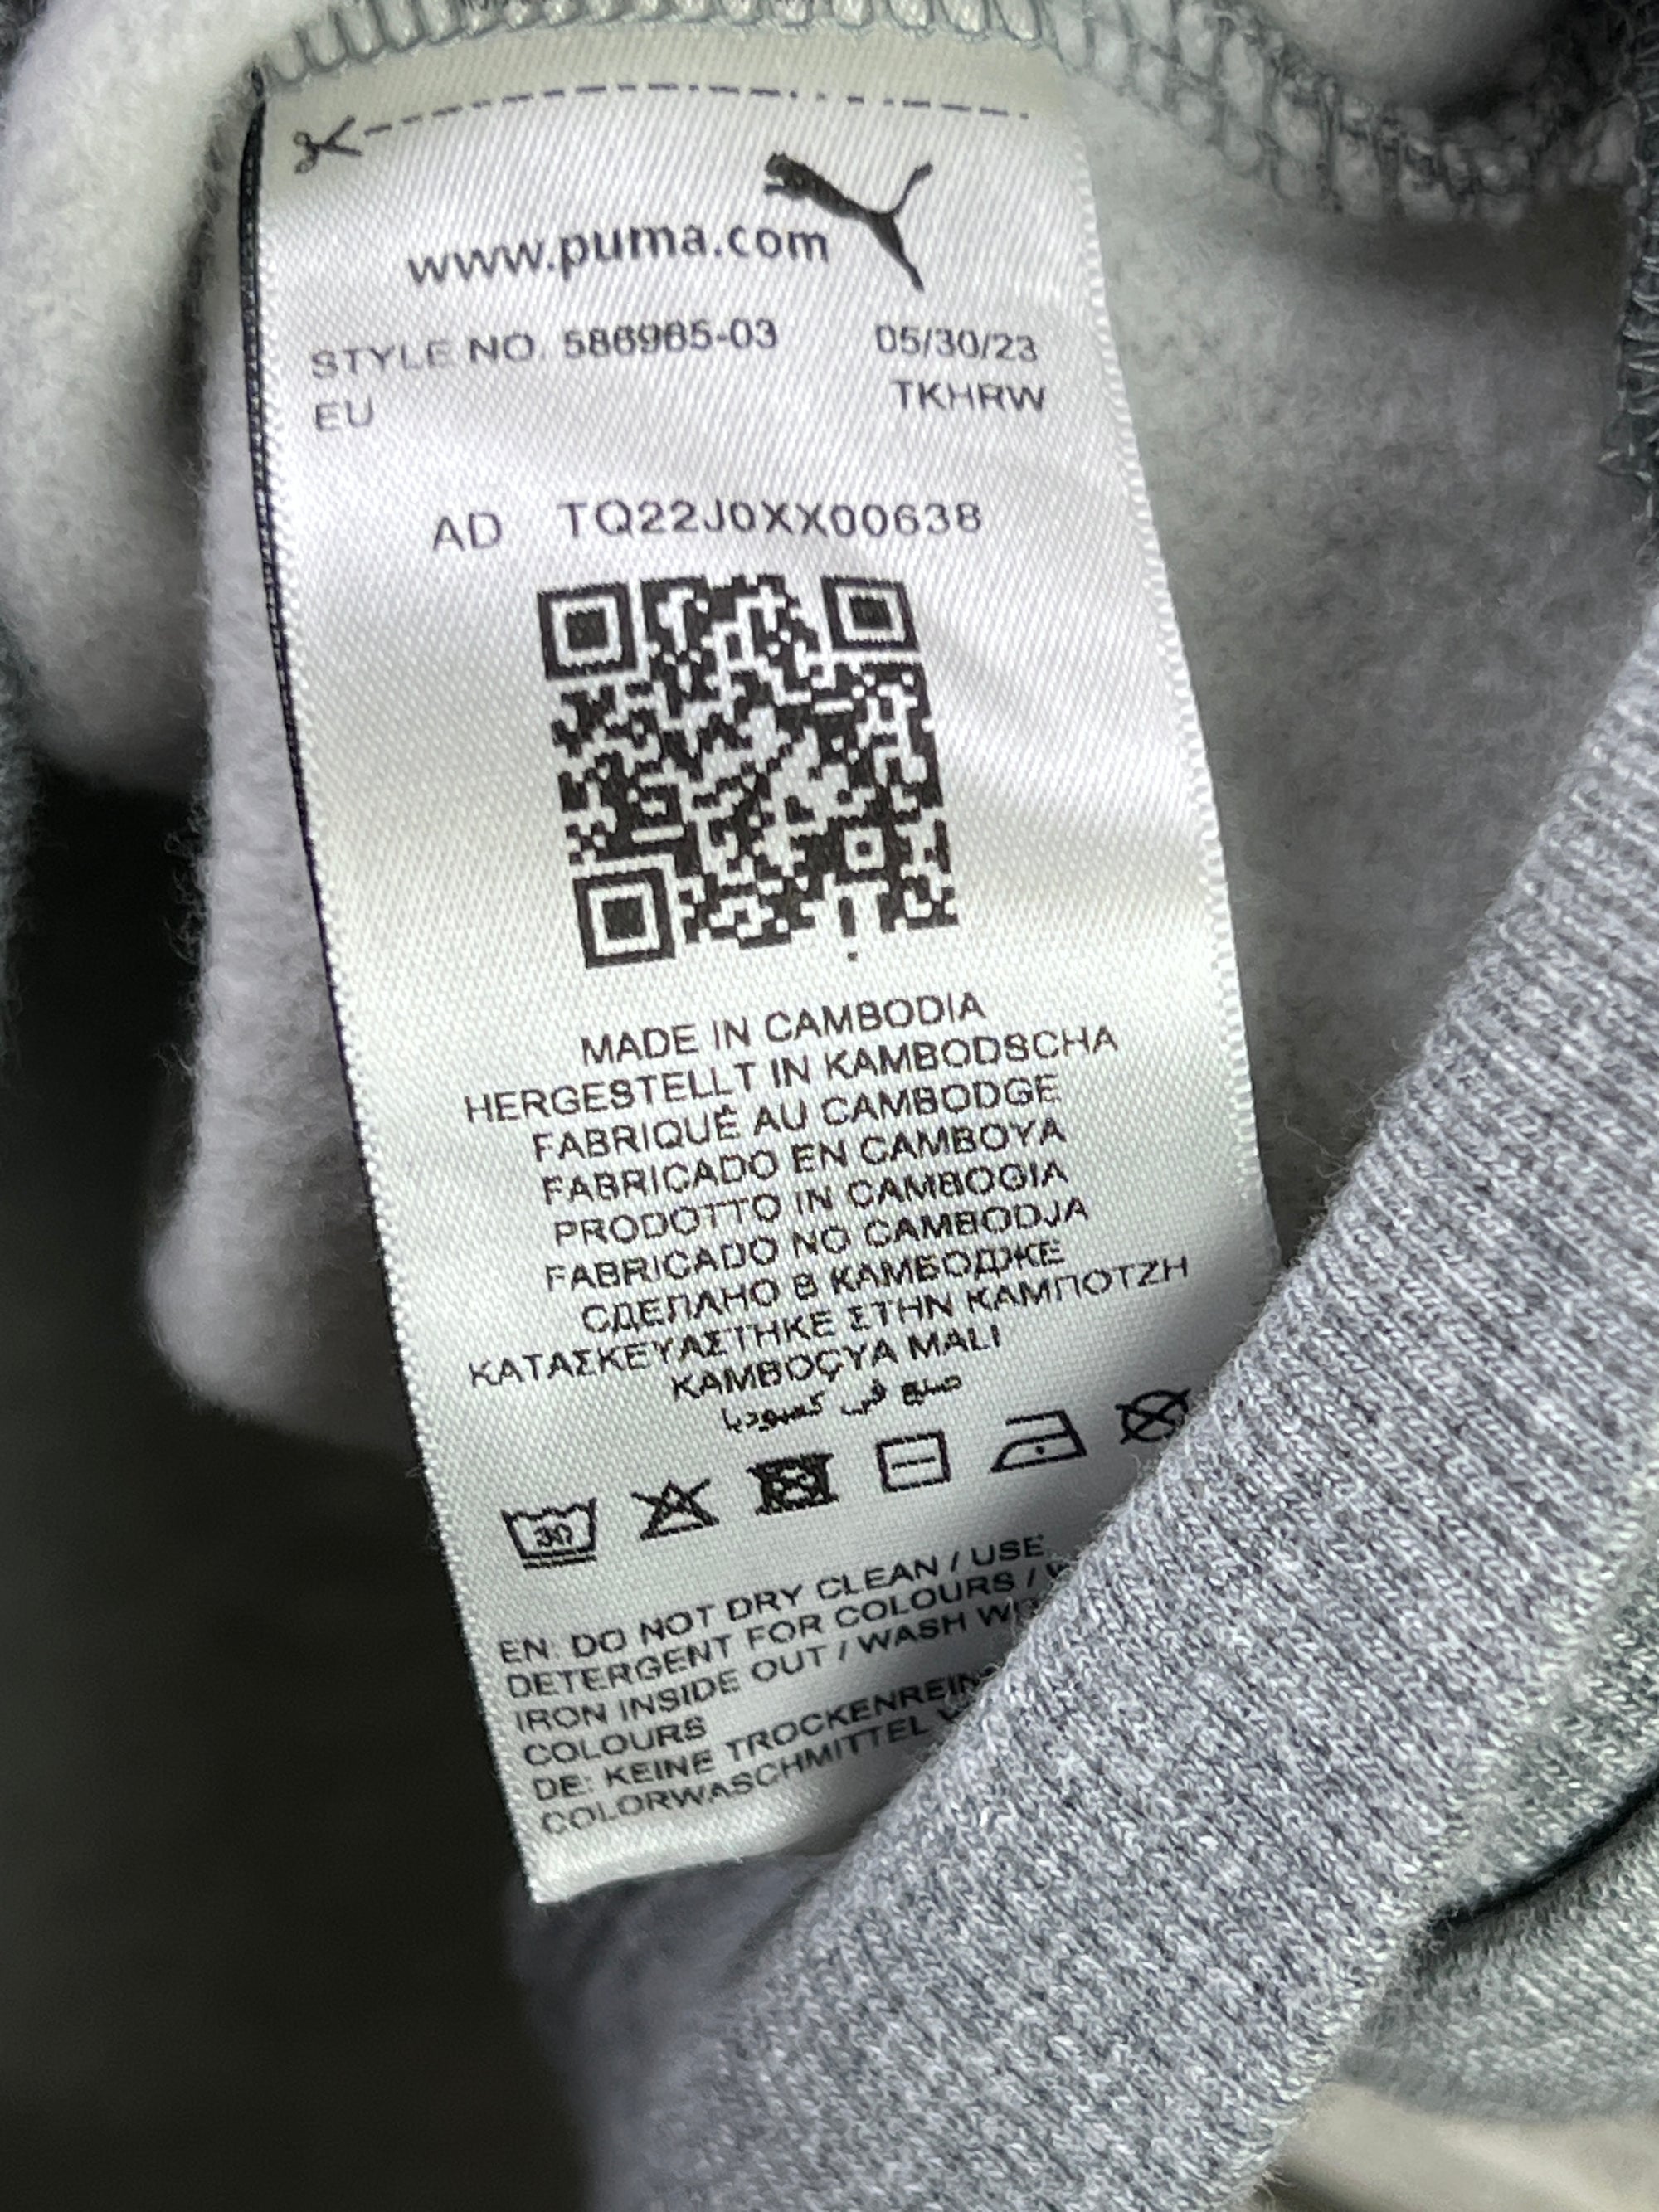 www.puma.com
STYLE NO. 586985-03 05/30/23
EU TKHRW
AD TQ22J0XX00638
MADE IN CAMBODIA
HERGESTELLT IN KAMBODSCHA
FABRIQUÉ AU CAMBODGE
FABRICADO EN CAMBOYA
PRODOTTO IN CAMBOGIA
FABRICADO NO CAMBODJA
СДЕЛАНО В КАМБОДЖЕ
ΚΑΤΑΣΚΕΥΑΣΤΗΚΕ ΣΤΗΝ ΚΑΜΠΟΤΖΗ
KAMBOÇYA MALI
صنع في كمبوديا
30
EN: DO NOT DRY CLEAN / USE
DETERGENT FOR COLOURS /
IRON INSIDE OUT / WASH
COLOURS
DE: KEINE
COLORWASCHMITTEL